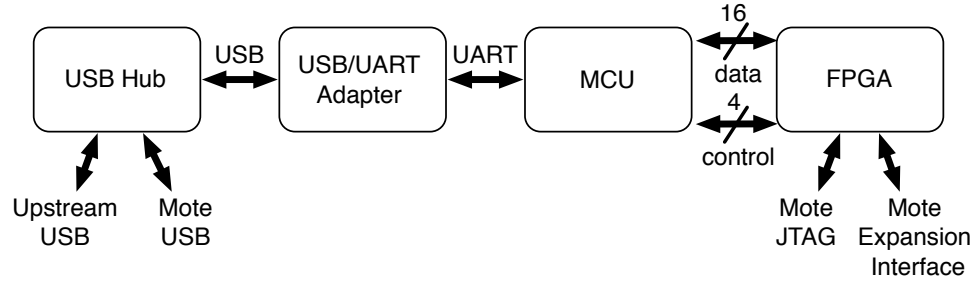 16
USB
UART
USB Hub
USB/UART
Adapter
MCU
data
FPGA
4
control
Upstream
USB
Mote
USB
Mote
JTAG
Mote
Expansion
Interface